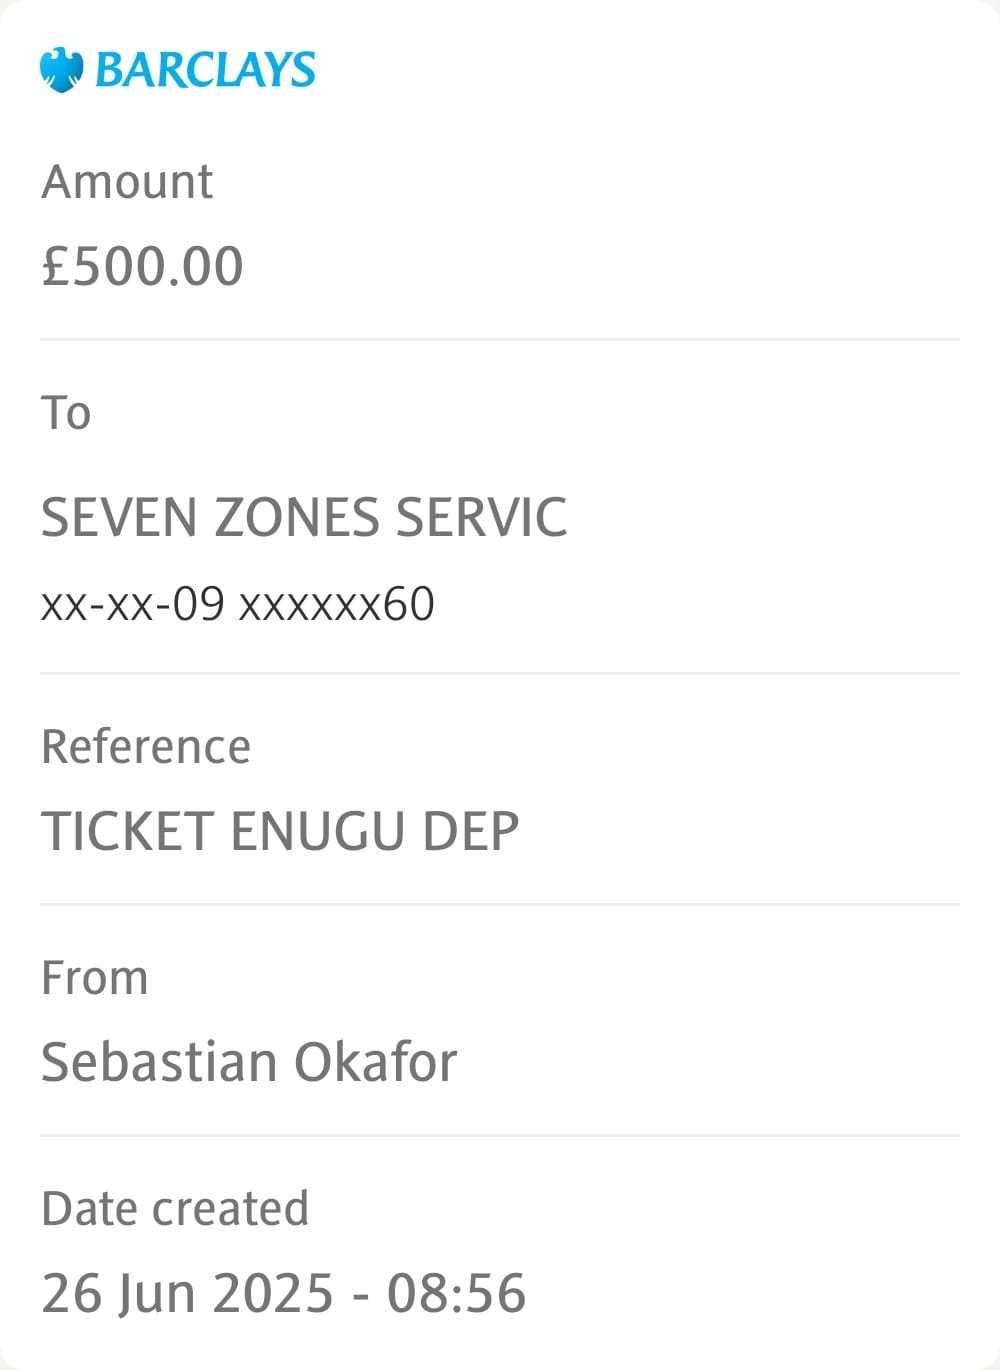 BARCLAYS
Amount
£500.00
To
SEVEN ZONES SERVIC
xx-xx-09 xxxxxx60
Reference
TICKET ENUGU DEP
From
Sebastian Okafor
Date created
26 Jun 2025 - 08:56